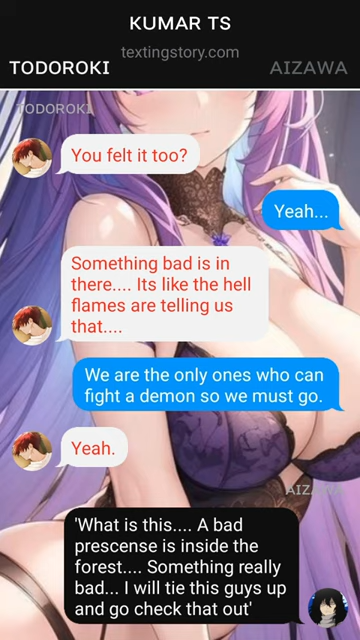 KUMAR TS
textingstory.com
TODOROKI
AIZAWA
TODOROKI
You felt it too?
Yeah...
Something bad is in
there.... Its like the hell
flames are telling us
that....
We are the only ones who can
fight a demon so we must go.
Yeah.
AIZAWA
'What is this.... A bad
prescense is inside the
forest.... Something really
bad... I will tie this guys up
and go check that out'